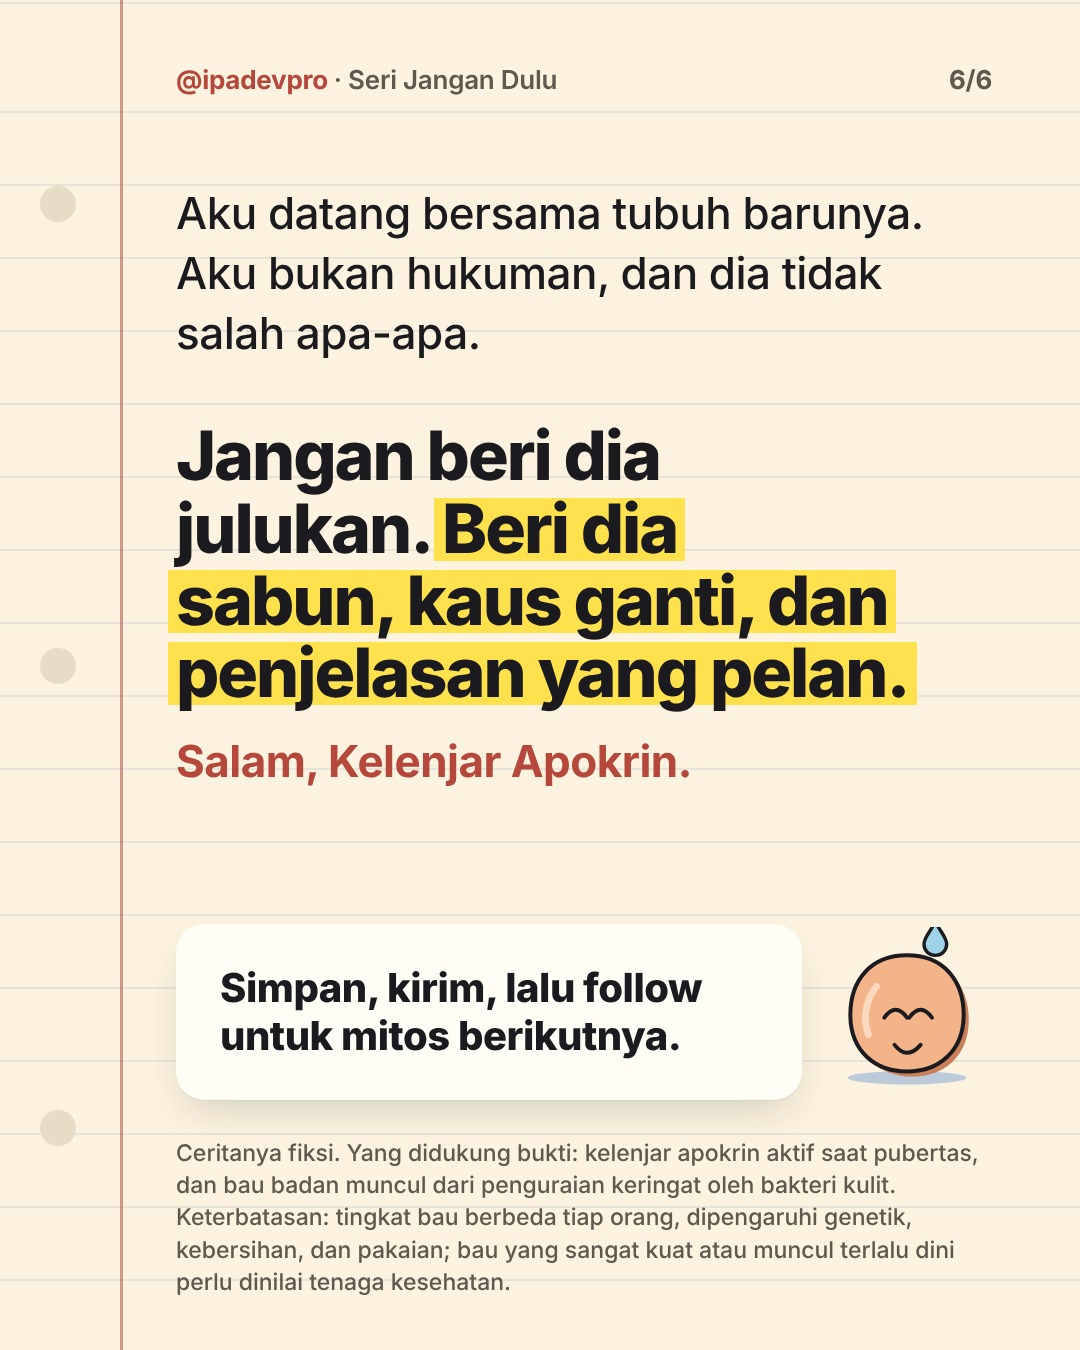 @ipadevpro · Seri Jangan Dulu 6/6
Aku datang bersama tubuh barunya.
Aku bukan hukuman, dan dia tidak
salah apa-apa.
Jangan beri dia
julukan. Beri dia
sabun, kaus ganti, dan
penjelasan yang pelan.
Salam, Kelenjar Apokrin.
Simpan, kirim, lalu follow
untuk mitos berikutnya.
Ceritanya fiksi. Yang didukung bukti: kelenjar apokrin aktif saat pubertas,
dan bau badan muncul dari penguraian keringat oleh bakteri kulit.
Keterbatasan: tingkat bau berbeda tiap orang, dipengaruhi genetik,
kebersihan, dan pakaian; bau yang sangat kuat atau muncul terlalu dini
perlu dinilai tenaga kesehatan.